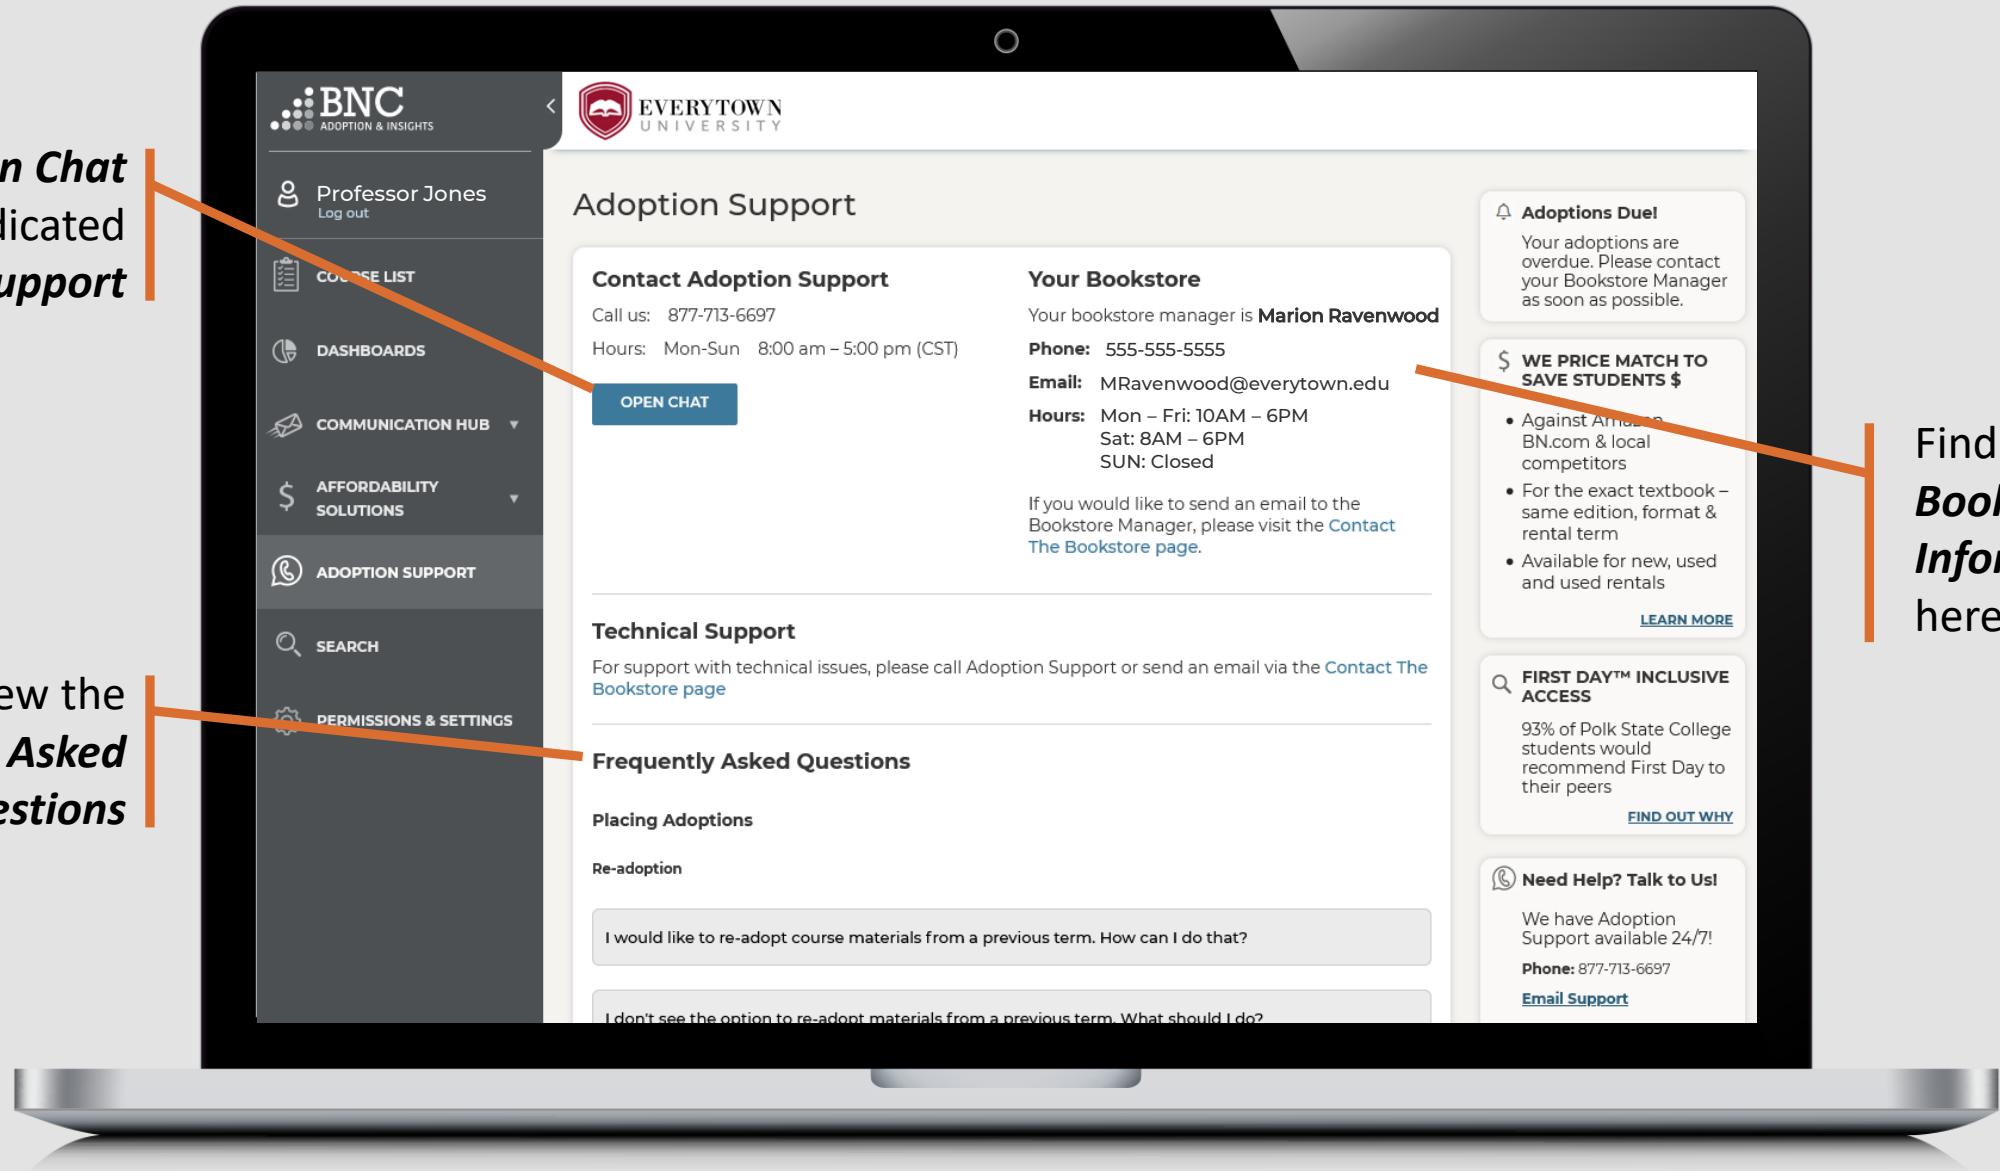 BNC
ADOPTION & INSIGHTS
Professor Jones
Log out
COURSE LIST
DASHBOARDS
COMMUNICATION HUB
AFFORDABILITY
SOLUTIONS
ADOPTION SUPPORT
SEARCH
PERMISSIONS & SETTINGS
Chat
upport
ew the
Asked
EVERYTOWN
UNIVERSITY
Adoption Support
Contact Adoption Support
Call us: 877-713-6697
Hours: Mon-Sun 8:00 am – 5:00 pm (CST)
OPEN CHAT
Your Bookstore
Your bookstore manager is Marion Ravenwood
Phone: 555-555-5555
Email: MRavenwood@everytown.edu
Hours: Mon – Fri: 10AM – 6PM
Sat: 8AM – 6PM
SUN: Closed
If you would like to send an email to the
Bookstore Manager, please visit the Contact
The Bookstore page.
Technical Support
For support with technical issues, please call Adoption Support or send an email via the Contact The
Bookstore page
Frequently Asked Questions
Placing Adoptions
Re-adoption
I would like to re-adopt course materials from a previous term. How can I do that?
I don't see the option to re-adopt materials from a previous term. What should I do?
Adoptions Due!
Your adoptions are
overdue. Please contact
your Bookstore Manager
as soon as possible.
$ WE PRICE MATCH TO
SAVE STUDENTS $
• Against Amazon
BN.com & local
competitors
• For the exact textbook –
same edition, format &
rental term
• Available for new, used
and used rentals
LEARN MORE
FIRST DAY™ INCLUSIVE
ACCESS
93% of Polk State College
students would
recommend First Day to
their peers
FIND OUT WHY
Need Help? Talk to Us!
We have Adoption
Support available 24/7!
Phone: 877-713-6697
Email Support
Find
here